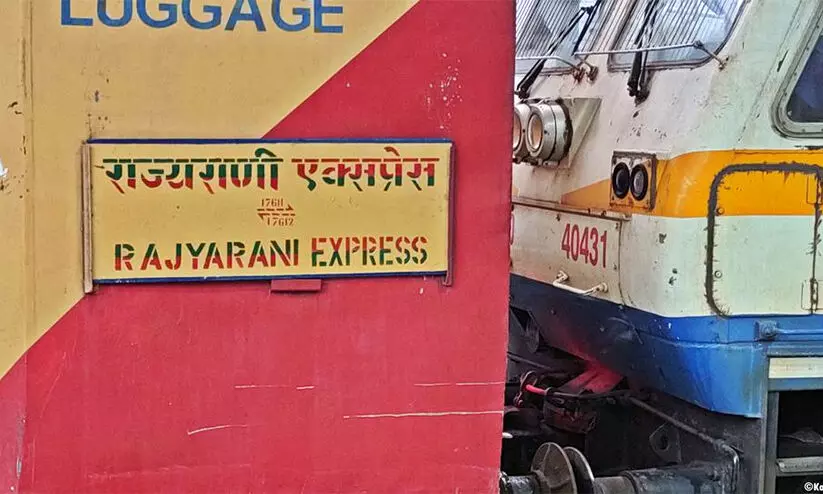 LUGGAGE
राज्यराणी एक्सप्रेस
17611
17612
RAJYARANI EXPRESS
40431